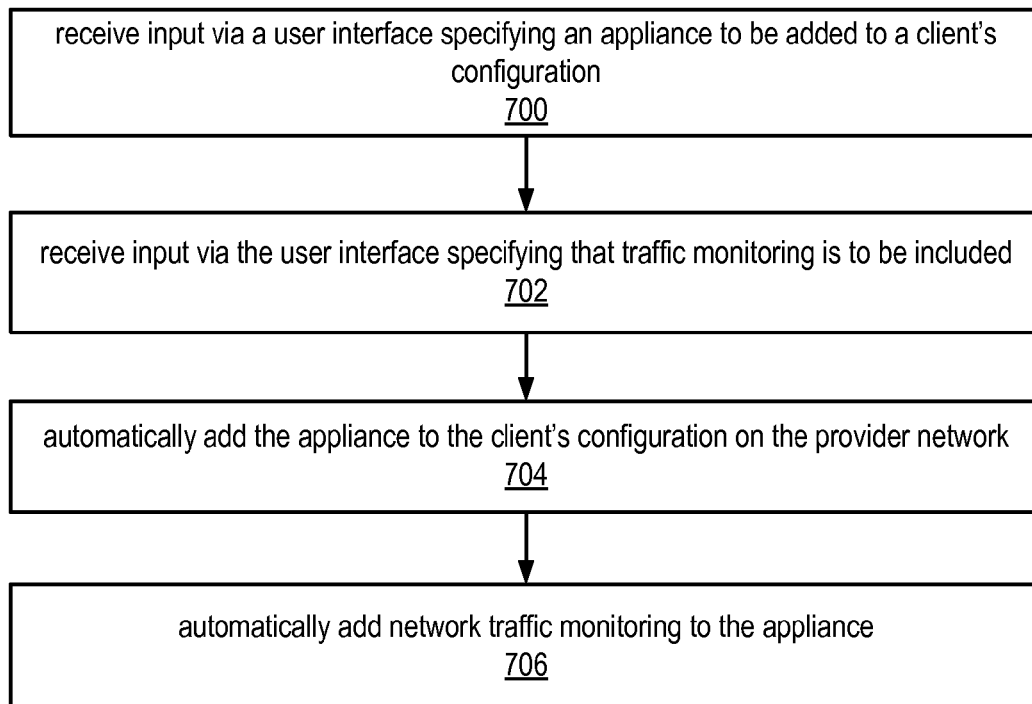 receive input via a user interface specifying an appliance to be added to a client's
configuration
700
receive input via the user interface specifying that traffic monitoring is to be included
702
automatically add the appliance to the client's configuration on the provider network
704
automatically add network traffic monitoring to the appliance
706